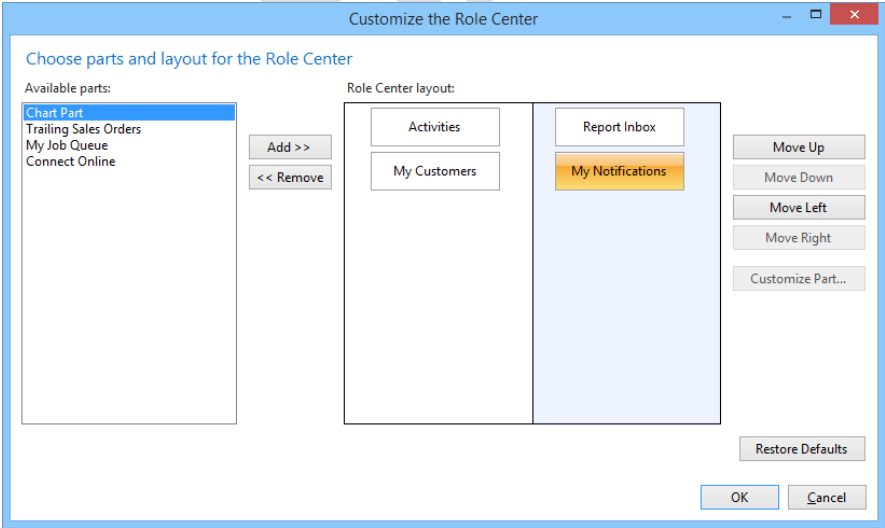 Customize the Role Center
Choose parts and layout for the Role Center
Available parts:
Chart Part
Trailing Sales Orders
My Job Queue
Connect Online
Add >>
<< Remove
Role Center layout:
Activities
My Customers
Report Inbox
My Notifications
Move Up
Move Down
Move Left
Move Right
Customize Part...
Restore Defaults
OK
Cancel